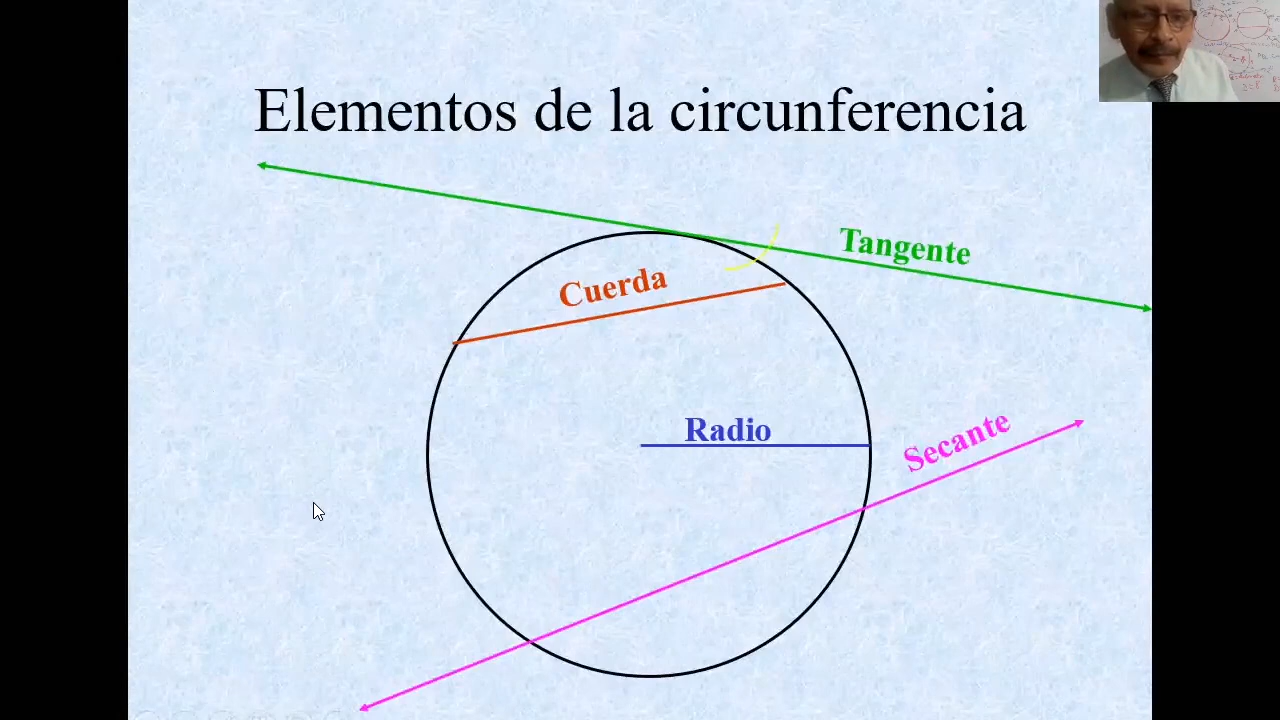 Elementos de la circunferencia
Tangente
Cuerda
Radio
Secante